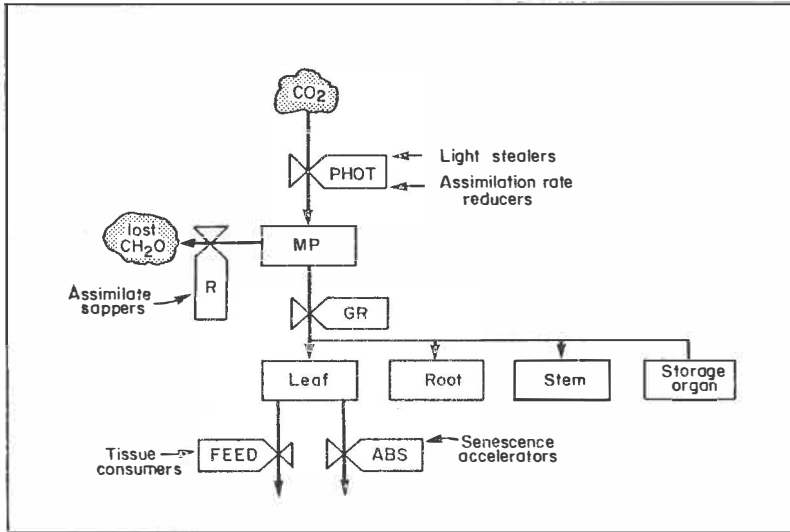 CO2
PHOT
Light stealers
Assimilation rate
reducers
lost
CH2O
MP
R
Assimilate
sappers
GR
Leaf
Root
Stem
Storage
organ
Tissue
consumers
FEED
ABS
Senescence
accelerators